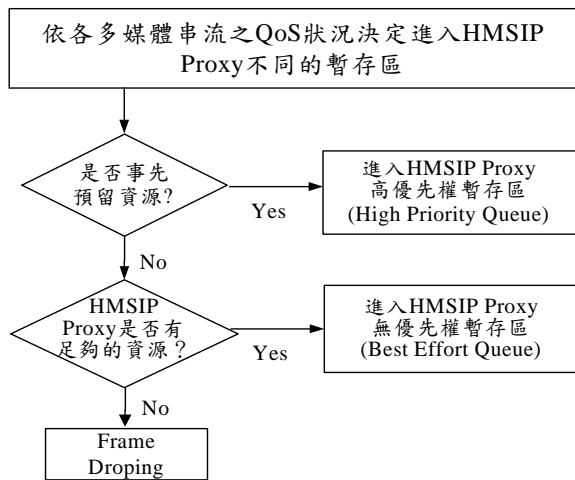 依各多媒體串流之QoS狀況決定進入HMSIP
Proxy不同的暫存區
是否事先
預留資源?
Yes
進入HMSIP Proxy
高優先權暫存區
(High Priority Queue)
No
HMSIP
Proxy是否有
足夠的資源？
Yes
進入HMSIP Proxy
無優先權暫存區
(Best Effort Queue)
No
Frame
Droping